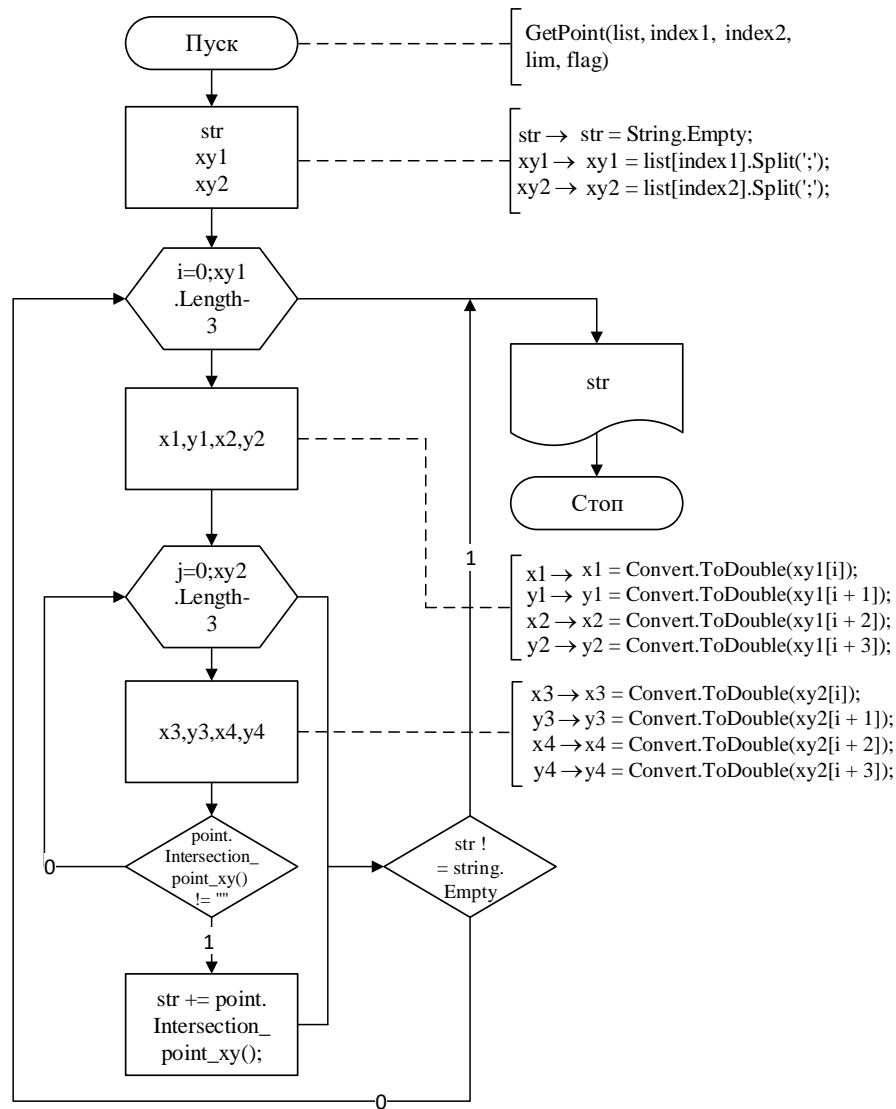 Пуск
GetPoint(list, index1, index2,
lim, flag)
str
xy1
xy2
str → str = String.Empty;
xy1 → xy1 = list[index1].Split(';');
xy2 → xy2 = list[index2].Split(';');
i=0;xy1
.Length-
3
str
x1,y1,x2,y2
Стоп
j=0;xy2
.Length-
3
1
x1 → x1 = Convert.ToDouble(xy1[i]);
y1 → y1 = Convert.ToDouble(xy1[i + 1]);
x2 → x2 = Convert.ToDouble(xy1[i + 2]);
y2 → y2 = Convert.ToDouble(xy1[i + 3]);
x3,y3,x4,y4
x3 → x3 = Convert.ToDouble(xy2[i]);
y3 → y3 = Convert.ToDouble(xy2[i + 1]);
x4 → x4 = Convert.ToDouble(xy2[i + 2]);
y4 → y4 = Convert.ToDouble(xy2[i + 3]);
0
point.
Intersection_
point_xy()
!= ""
str !
= string.
Empty
1
str += point.
Intersection_
point_xy();
0